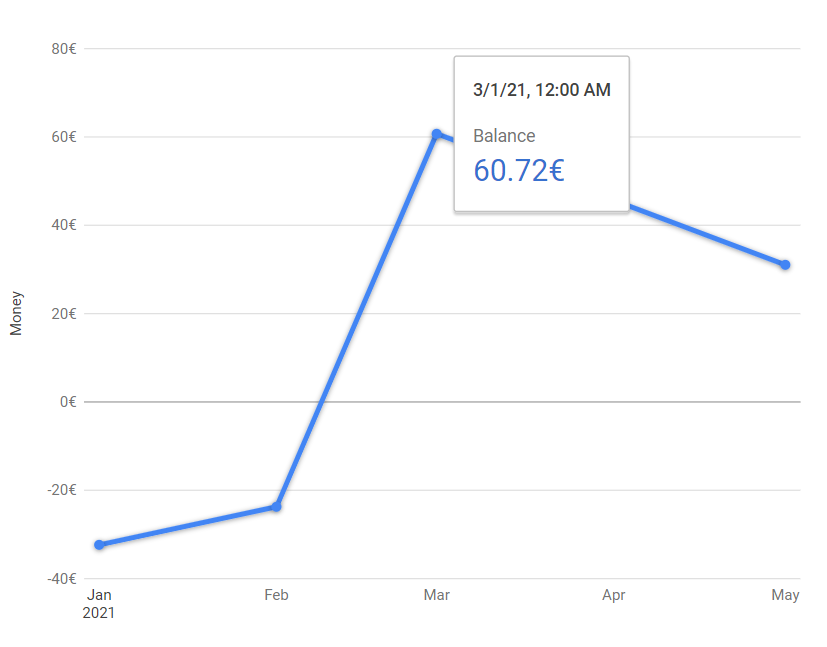 80€
60€
40€
20€
0€
-20€
-40€
Money
3/1/21, 12:00 AM
Balance
60.72€
Jan Feb Mar Apr May
2021